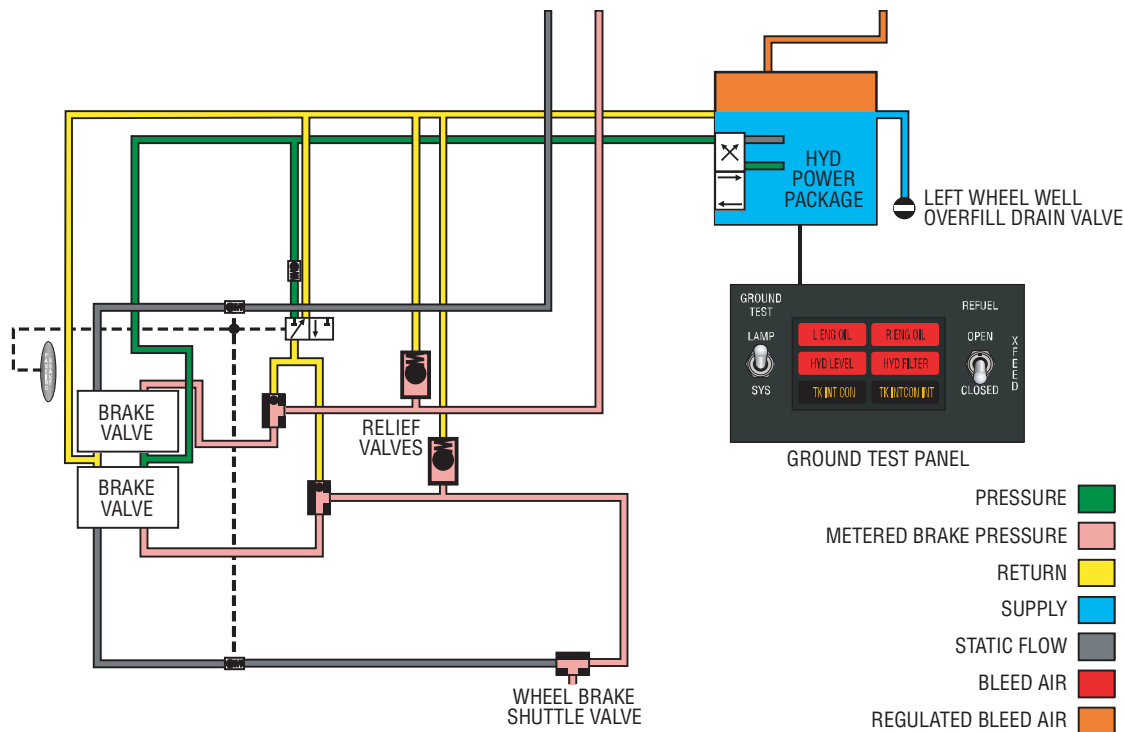 HYD
POWER
PACKAGE
LEFT WHEEL WELL
OVERFILL DRAIN VALVE
GROUND
TEST
LAMP
SYS
L ENG OIL
R ENG OIL
HYD LEVEL
HYD FILTER
TK INT CON
TK INTCON INT
REFUEL
OPEN
CLOSED
XFEED
GROUND TEST PANEL
BRAKE
VALVE
BRAKE
VALVE
RELIEF
VALVES
WHEEL BRAKE
SHUTTLE VALVE
PRESSURE
METERED BRAKE PRESSURE
RETURN
SUPPLY
STATIC FLOW
BLEED AIR
REGULATED BLEED AIR